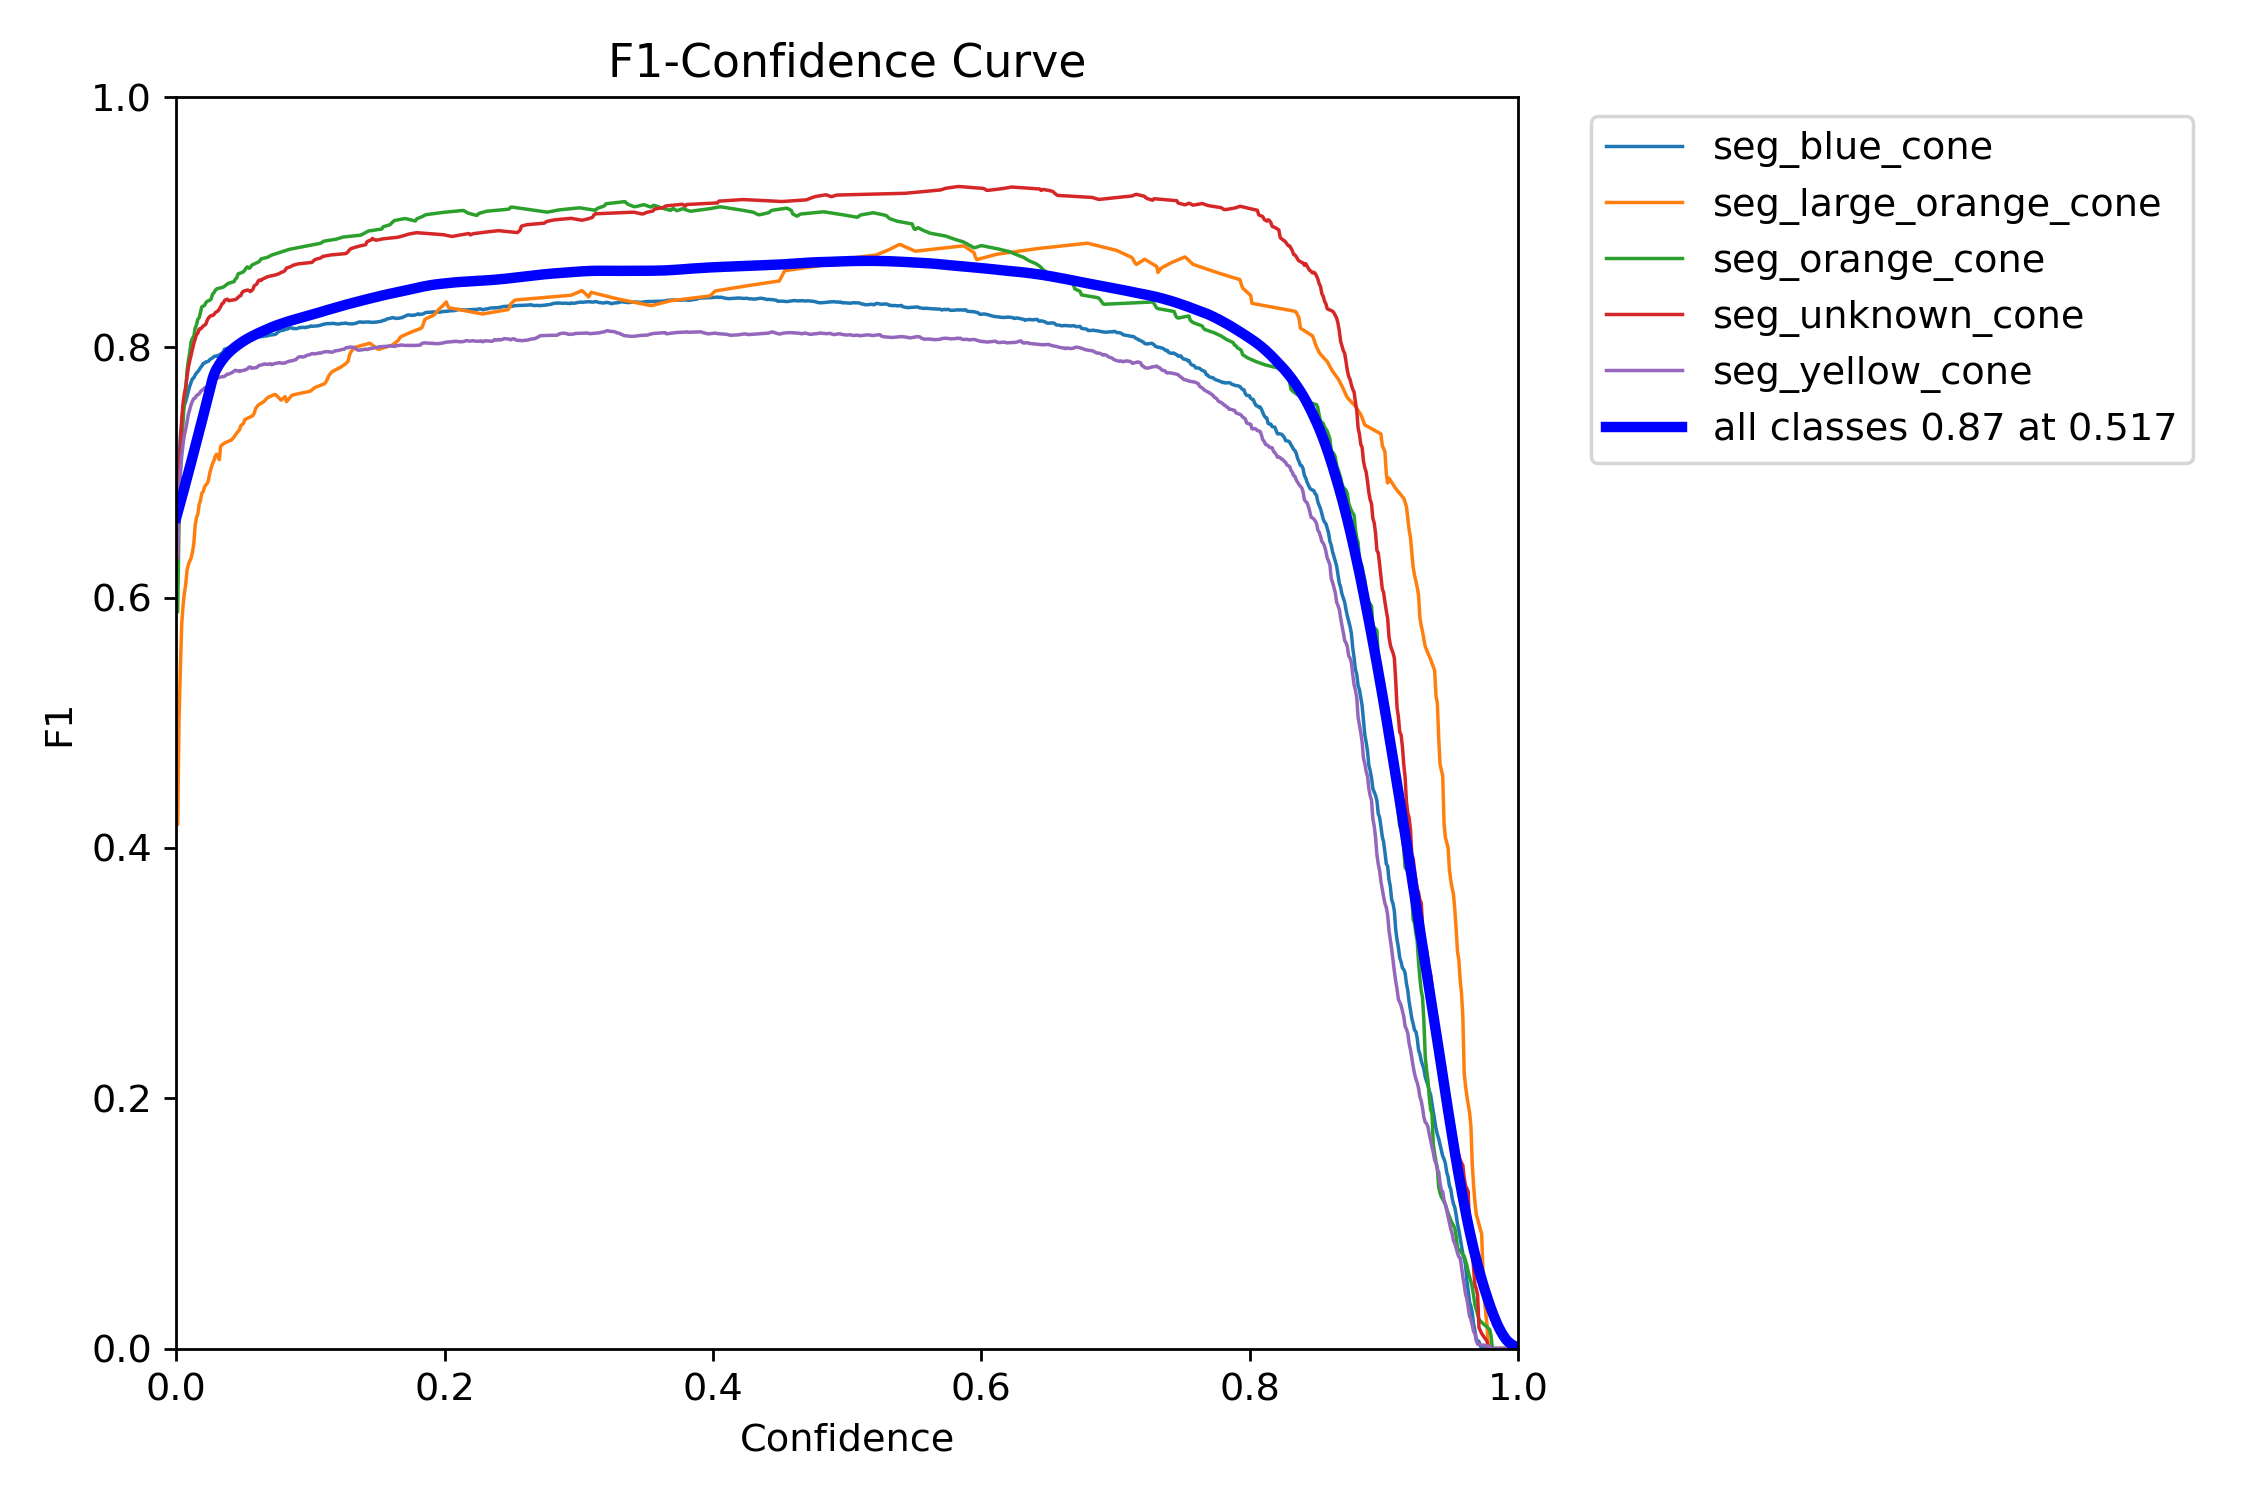 F1-Confidence Curve
1.0
0.8
0.6
0.4
0.2
0.0
F1
0.0 0.2 0.4 0.6 0.8 1.0
Confidence
seg_blue_cone
seg_large_orange_cone
seg_orange_cone
seg_unknown_cone
seg_yellow_cone
all classes 0.87 at 0.517